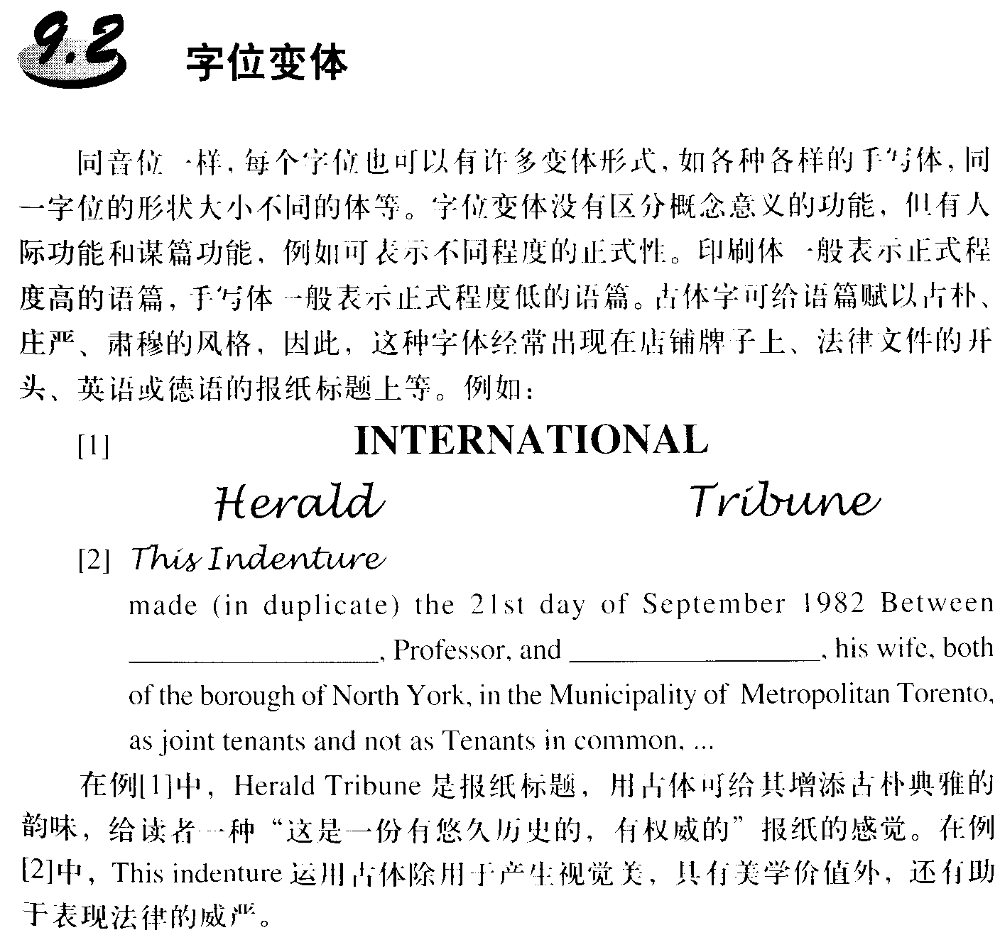 9.2 字位变体
同音位一样，每个字位也可以有许多变体形式，如各种各样的手写体，同
一字位的形状大小不同的体等。字位变体没有区分概念意义的功能，但有人
际功能和谋篇功能，例如可表示不同程度的正式性。印刷体一般表示正式程
度高的语篇，手写体一般表示正式程度低的语篇。古体字可给语篇赋以古朴、
庄严、肃穆的风格，因此，这种字体经常出现在店铺牌子上、法律文件的开
头、英语或德语的报纸标题上等。例如：
[1] INTERNATIONAL
Herald Tribune
[2] This Indenture
made (in duplicate) the 21st day of September 1982 Between
________________, Professor, and ________________, his wife, both
of the borough of North York, in the Municipality of Metropolitan Torento,
as joint tenants and not as Tenants in common, ...
在例[1]中，Herald Tribune 是报纸标题，用古体可给其增添古朴典雅的
韵味，给读者一种“这是一份有悠久历史的，有权威的”报纸的感觉。在例
[2]中，This indenture 运用古体除用于产生视觉美，具有美学价值外，还有助
于表现法律的威严。